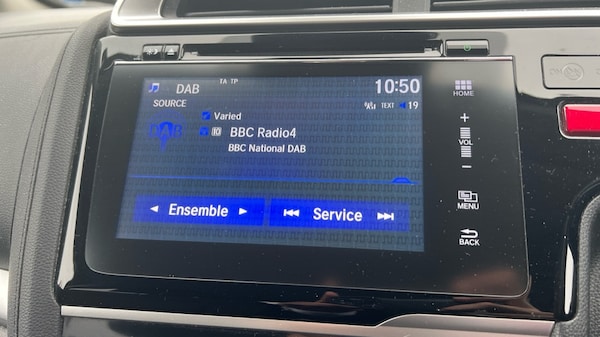 DAB
TA TP
10:50
SOURCE
TEXT 19
Varied
BBC Radio4
BBC National DAB
◄ Ensemble ►
Service
HOME
+
VOL
−
MENU
BACK